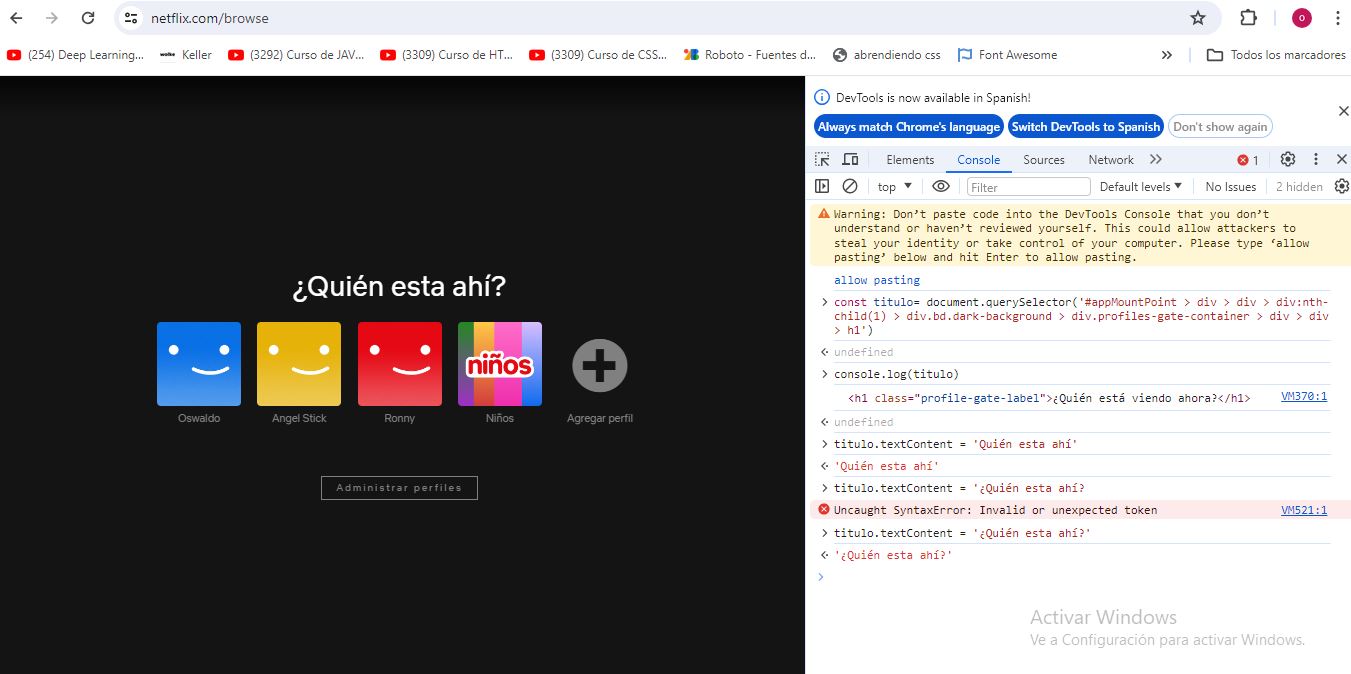 netflix.com/browse
O
(254) Deep Learning...
Keller
(3292) Curso de JAV...
(3309) Curso de HT...
(3309) Curso de CSS...
Roboto - Fuentes d...
abrendiendo css
Font Awesome
»
Todos los marcadores
DevTools is now available in Spanish!
Always match Chrome's language
Switch DevTools to Spanish
Don't show again
Elements
Console
Sources
Network
»
1
top
Filter
Default levels
No Issues
2 hidden
Warning: Don’t paste code into the DevTools Console that you don’t
understand or haven’t reviewed yourself. This could allow attackers to
steal your identity or take control of your computer. Please type ‘allow
pasting’ below and hit Enter to allow pasting.
allow pasting
const titulo= document.querySelector('#appMountPoint > div > div > div:nth-
child(1) > div.bd.dark-background > div.profiles-gate-container > div > div
> h1')
undefined
console.log(titulo)
<h1 class="profile-gate-label">¿Quién está viendo ahora?</h1> VM370:1
undefined
titulo.textContent = 'Quién esta ahí'
'Quién esta ahí'
titulo.textContent = '¿Quién esta ahí?
Uncaught SyntaxError: Invalid or unexpected token VM521:1
titulo.textContent = '¿Quién esta ahí?'
'¿Quién esta ahí?'
¿Quién esta ahí?
niños
Oswaldo
Angel Stick
Ronny
Niños
Agregar perfil
Administrar perfiles
Activar Windows
Ve a Configuración para activar Windows.